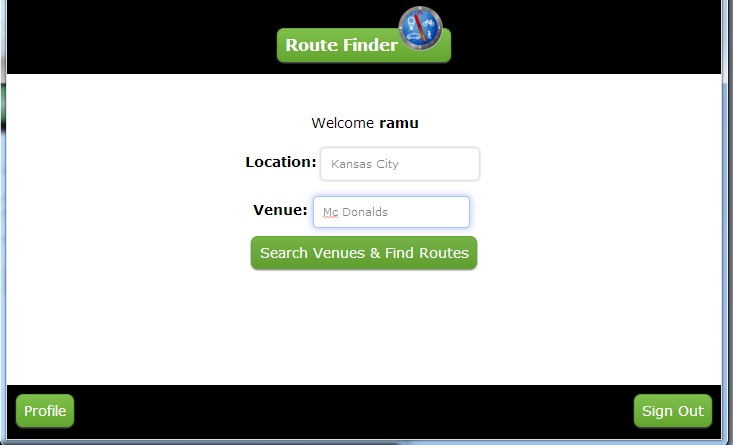 Route Finder
Welcome ramu
Location: Kansas City
Venue: Mc Donalds
Search Venues & Find Routes
Profile Sign Out